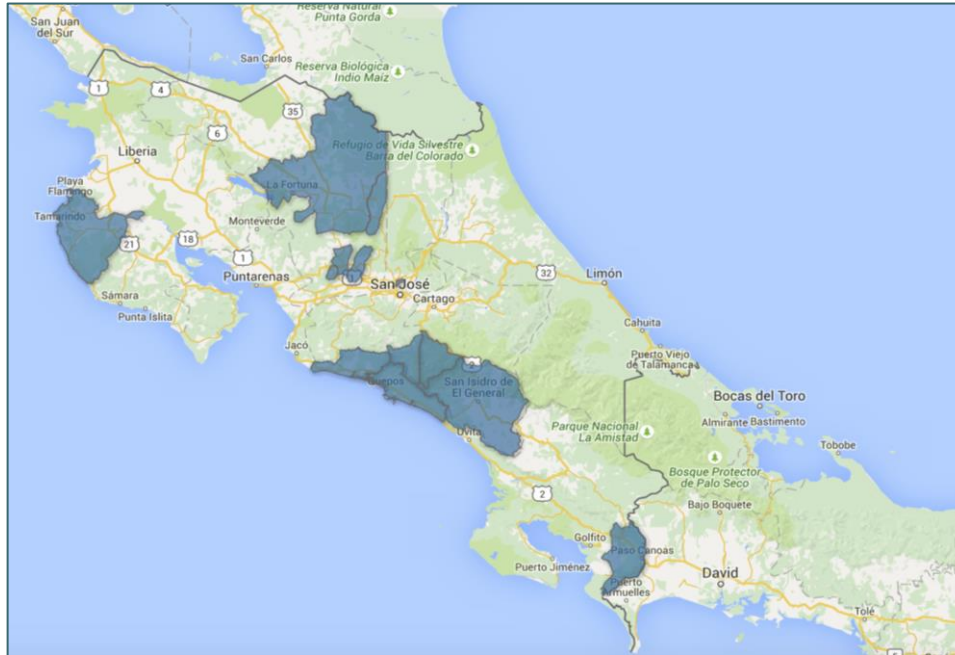 Reserva Natural
Punta Gorda
San Juan
del Sur
San Carlos
Reserva Biológica
Indio Maíz
1
4
35
6
Refugio de Vida Silvestre
Barra del Colorado
Liberia
Playa
Flamingo
La Fortuna
Tamarindo
Monteverde
21
18
1
Puntarenas
32
Limón
San José
Cartago
Sámara
Punta Islita
Cahuita
Jacó
Puerto Viejo
de Talamanca
2
Quepos
San Isidro de
El General
Bocas del Toro
Almirante
Bastimento
Uvita
Parque Nacional
La Amistad
Tobobe
Bosque Protector
de Palo Seco
2
Bajo Boquete
Golfito
Paso Canoas
Puerto Jiménez
David
Puerto
Armuelles
Tolé